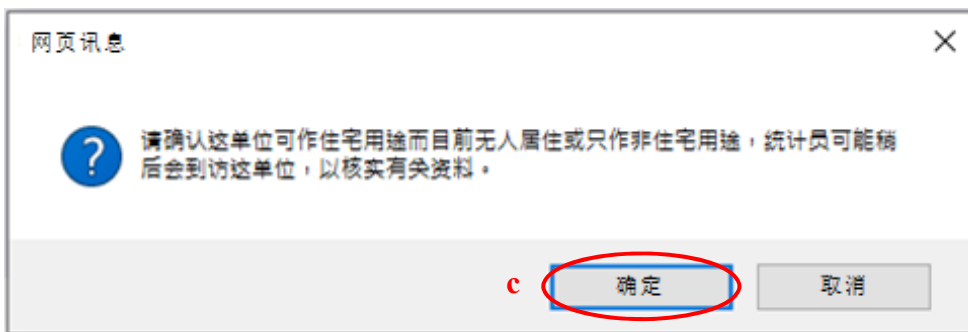 网页讯息
请确认这单位可作住宅用途而目前无人居住或只作非住宅用途，统计员可能稍
后会到访这单位，以核实有关资料。
c
确定
取消